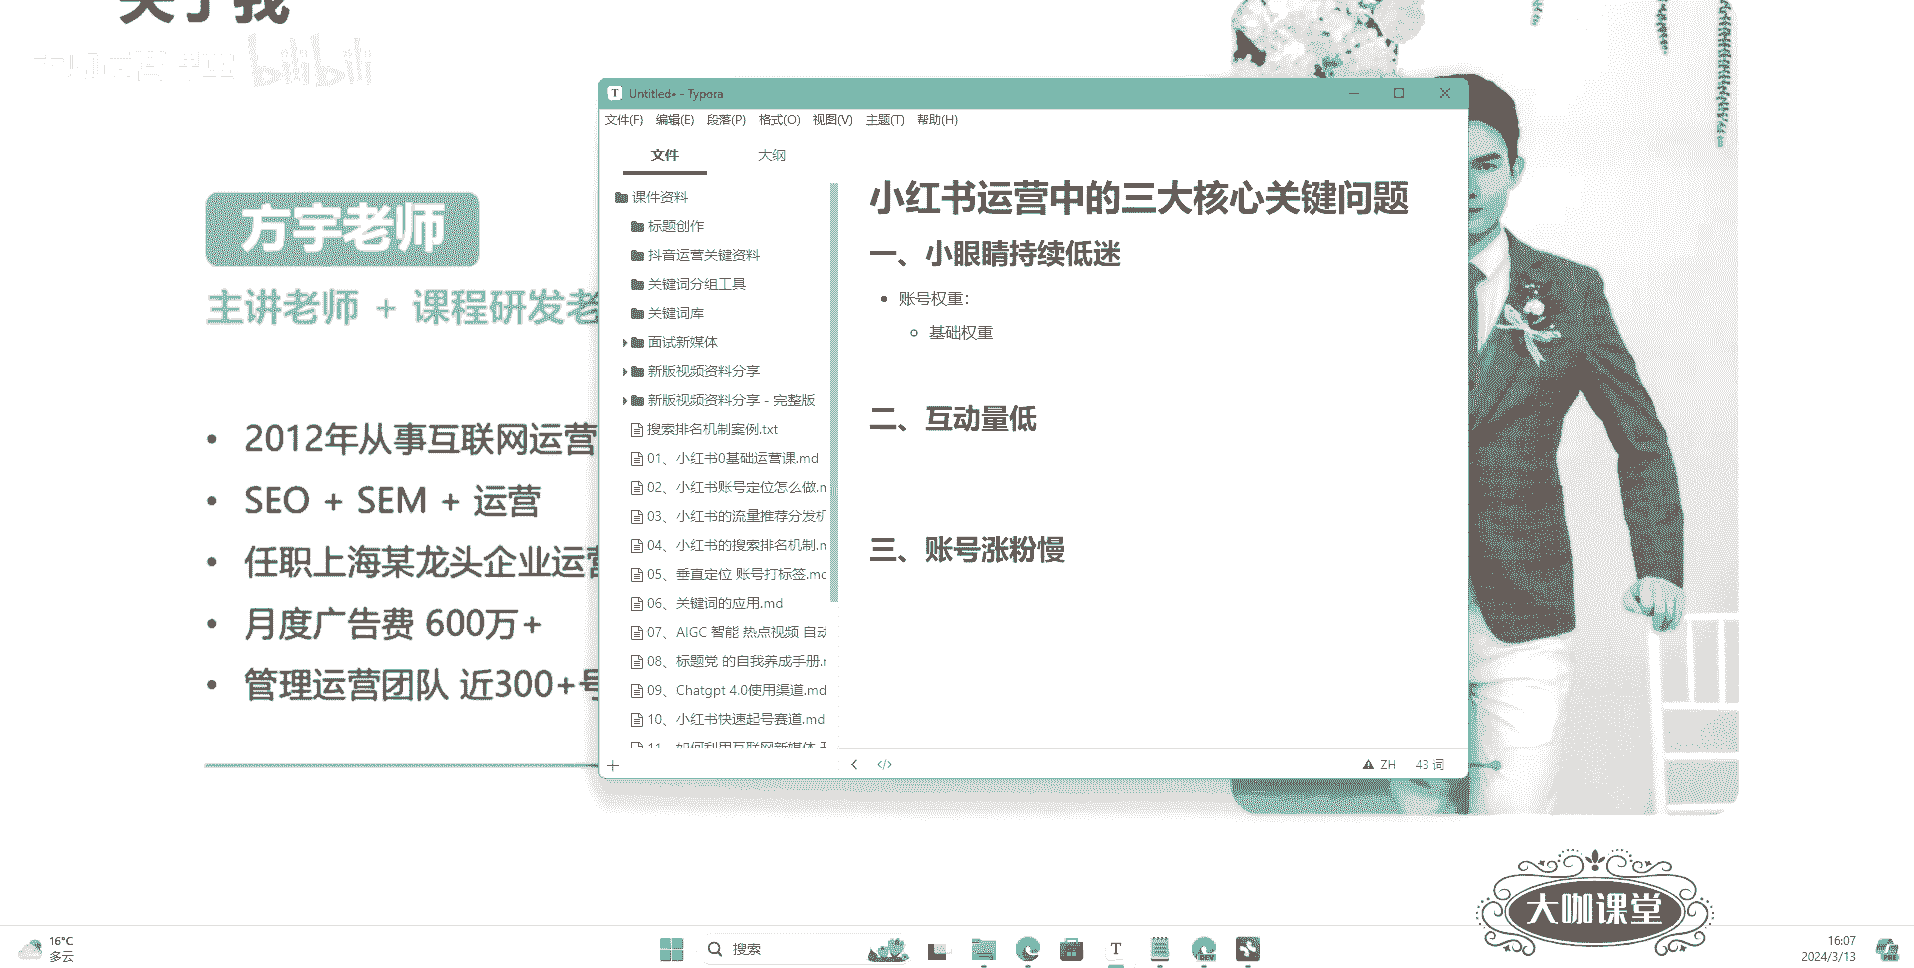 关于我
bilibili
方宇老师
主讲老师 + 课程研发老
• 2012年从事互联网运营
• SEO + SEM + 运营
• 任职上海某龙头企业运营
• 月度广告费 600万+
• 管理运营团队 近300+号
Untitled• - Typora
文件(F) 编辑(E) 段落(P) 格式(O) 视图(V) 主题(T) 帮助(H)
文件 大纲
课件资料
标题创作
抖音运营关键资料
关键词分组工具
关键词库
面试新媒体
新版视频资料分享
新版视频资料分享 - 完整版
搜索排名机制案例.txt
01、小红书0基础运营课.md
02、小红书账号定位怎么做.m
03、小红书的流量推荐分发机
04、小红书的搜索排名机制.m
05、垂直定位 账号打标签.md
06、关键词的应用.md
07、AIGC 智能 热点视频 自动
08、标题党 的自我养成手册.m
09、Chatgpt 4.0使用渠道.md
10、小红书快速起号赛道.md
11、如何利用互联网新媒体
小红书运营中的三大核心关键问题
一、小眼睛持续低迷
• 账号权重：
◦ 基础权重
二、互动量低
三、账号涨粉慢
ZH 43 词
大咖课堂
16°C
多云
搜索
T
DEV
16:07
2024/3/13
PRE